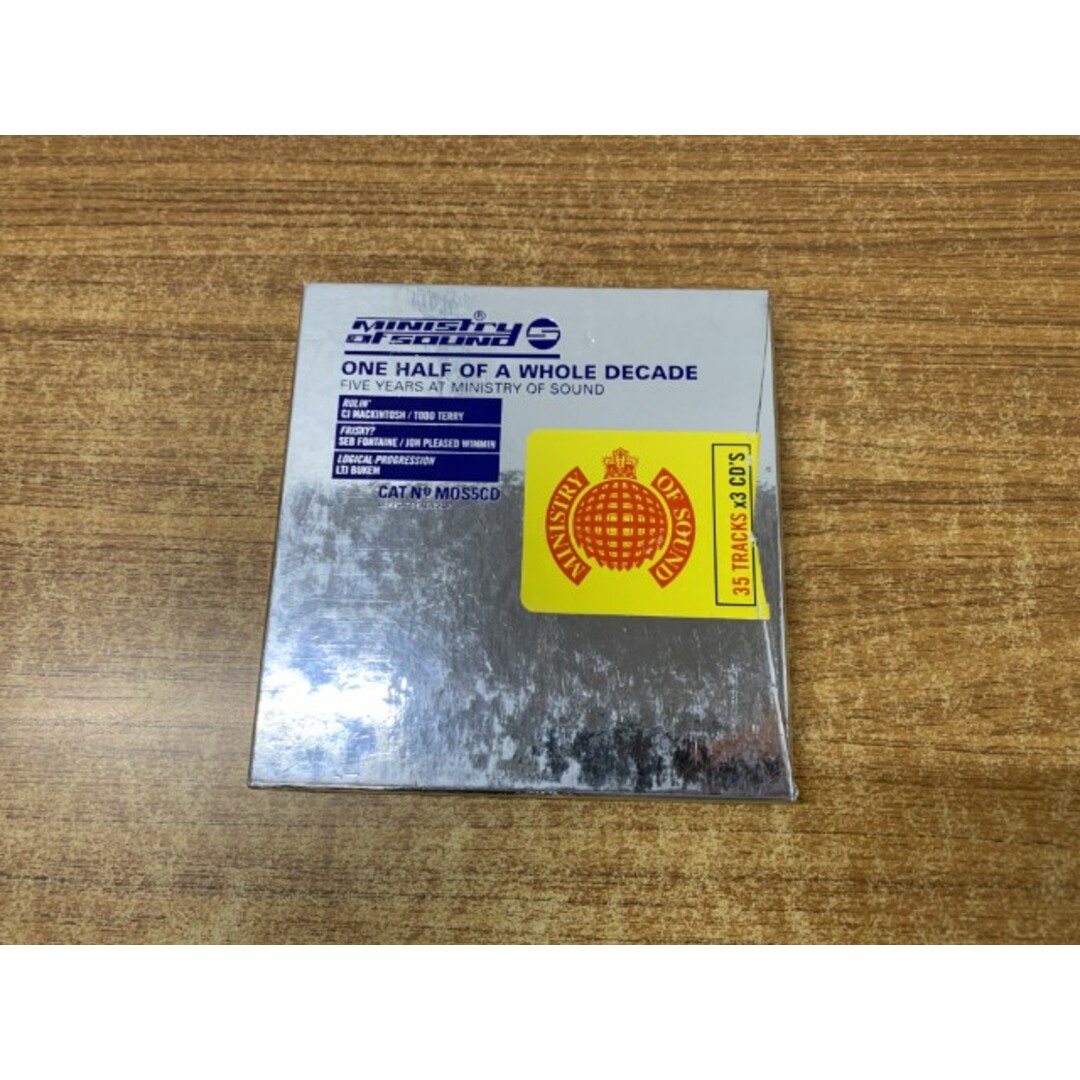 MINISTRY ®
OF SOUND
ONE HALF OF A WHOLE DECADE
FIVE YEARS AT MINISTRY OF SOUND
ROLIN'
CJ MACKINTOSH / TODD TERRY
FRISKY?
SEB FONTAINE / JON PLEASED WIMMIN
LOGICAL PROGRESSION
LTJ BUKEM
CAT Nº MOS5CD
MINISTRY OF SOUND
35 TRACKS x3 CD'S